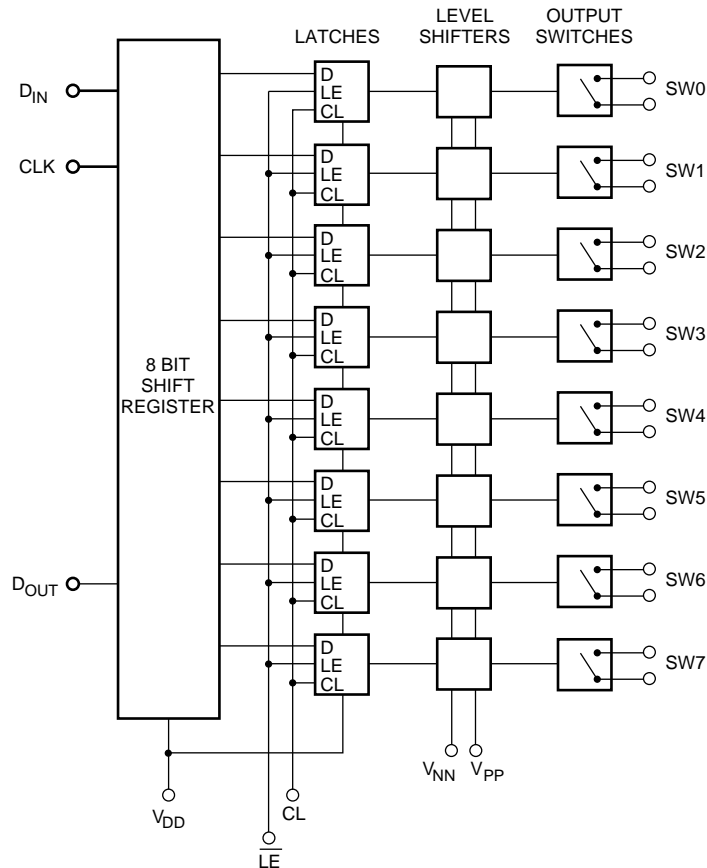 LATCHES
LEVEL
SHIFTERS
OUTPUT
SWITCHES
D_IN
CLK
8 BIT
SHIFT
REGISTER
D_OUT
D
LE
CL
SW0
D
LE
CL
SW1
D
LE
CL
SW2
D
LE
CL
SW3
D
LE
CL
SW4
D
LE
CL
SW5
D
LE
CL
SW6
D
LE
CL
SW7
V_NN V_PP
V_DD
CL
L̅E̅